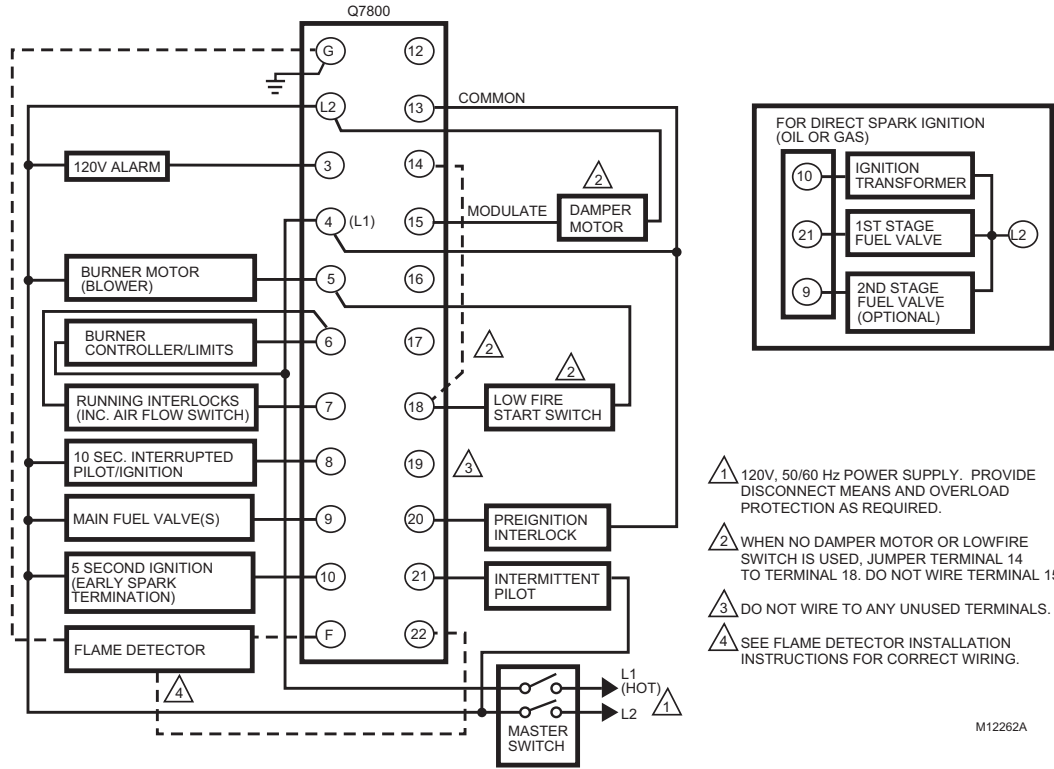 Q7800
G
12
L2
13
COMMON
120V ALARM
3
14
2
4
(L1)
15
MODULATE
DAMPER
MOTOR
BURNER MOTOR
(BLOWER)
5
16
BURNER
CONTROLLER/LIMITS
6
17
2
2
RUNNING INTERLOCKS
(INC. AIR FLOW SWITCH)
7
18
LOW FIRE
START SWITCH
10 SEC. INTERRUPTED
PILOT/IGNITION
8
19
3
MAIN FUEL VALVE(S)
9
20
PREIGNITION
INTERLOCK
5 SECOND IGNITION
(EARLY SPARK
TERMINATION)
10
21
INTERMITTENT
PILOT
FLAME DETECTOR
F
22
4
L1
(HOT)
L2
1
MASTER
SWITCH
FOR DIRECT SPARK IGNITION
(OIL OR GAS)
10
IGNITION
TRANSFORMER
21
1ST STAGE
FUEL VALVE
L2
9
2ND STAGE
FUEL VALVE
(OPTIONAL)
1 120V, 50/60 Hz POWER SUPPLY. PROVIDE
DISCONNECT MEANS AND OVERLOAD
PROTECTION AS REQUIRED.
2 WHEN NO DAMPER MOTOR OR LOWFIRE
SWITCH IS USED, JUMPER TERMINAL 14
TO TERMINAL 18. DO NOT WIRE TERMINAL 15
3 DO NOT WIRE TO ANY UNUSED TERMINALS.
4 SEE FLAME DETECTOR INSTALLATION
INSTRUCTIONS FOR CORRECT WIRING.
M12262A